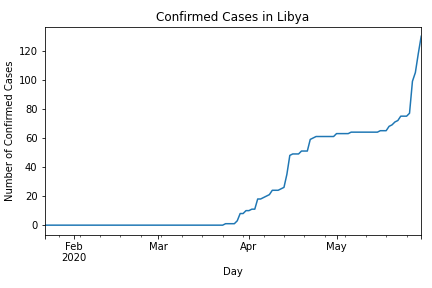 Confirmed Cases in Libya
120
100
80
60
40
20
0
Number of Confirmed Cases
Feb
2020
Mar
Apr
May
Day